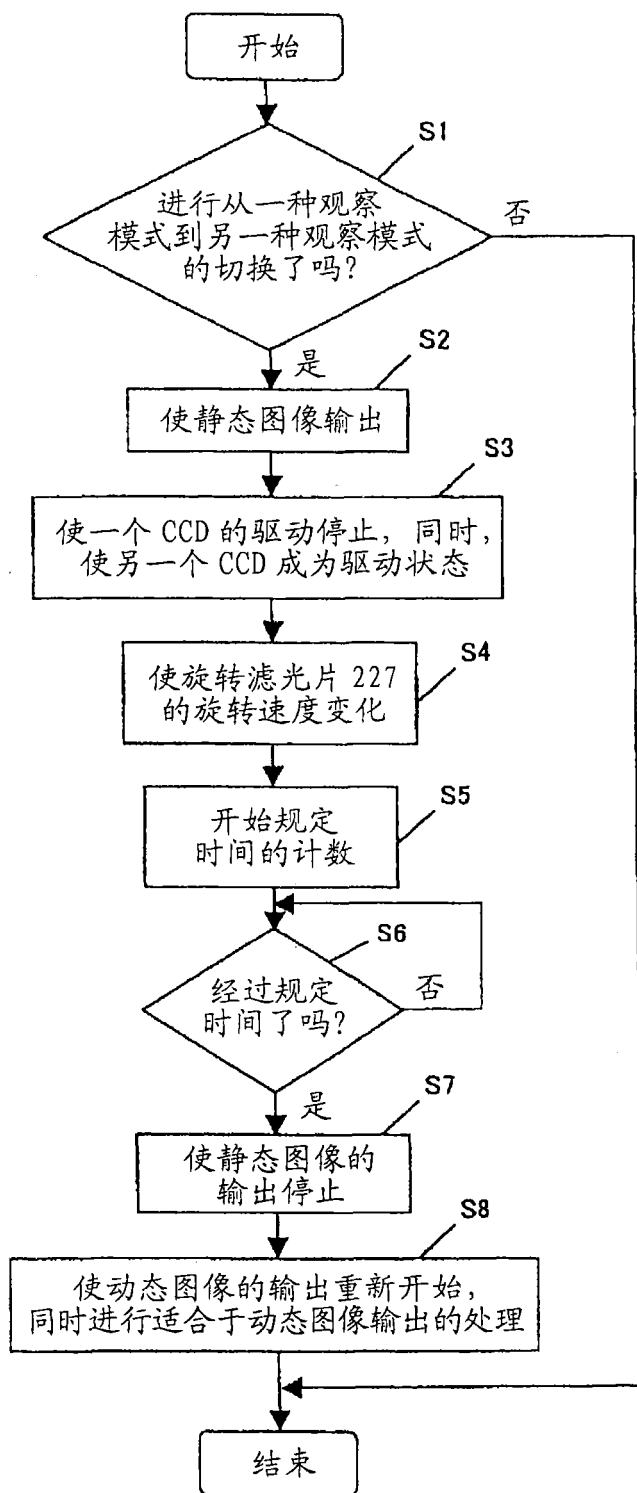 开始
S1
进行从一种观察
模式到另一种观察模式
的切换了吗?
否
是
S2
使静态图像输出
S3
使一个 CCD 的驱动停止, 同时,
使另一个 CCD 成为驱动状态
S4
使旋转滤光片 227
的旋转速度变化
S5
开始规定
时间的计数
S6
经过规定
时间了吗?
否
是
S7
使静态图像的
输出停止
S8
使动态图像的输出重新开始,
同时进行适合于动态图像输出的处理
结束